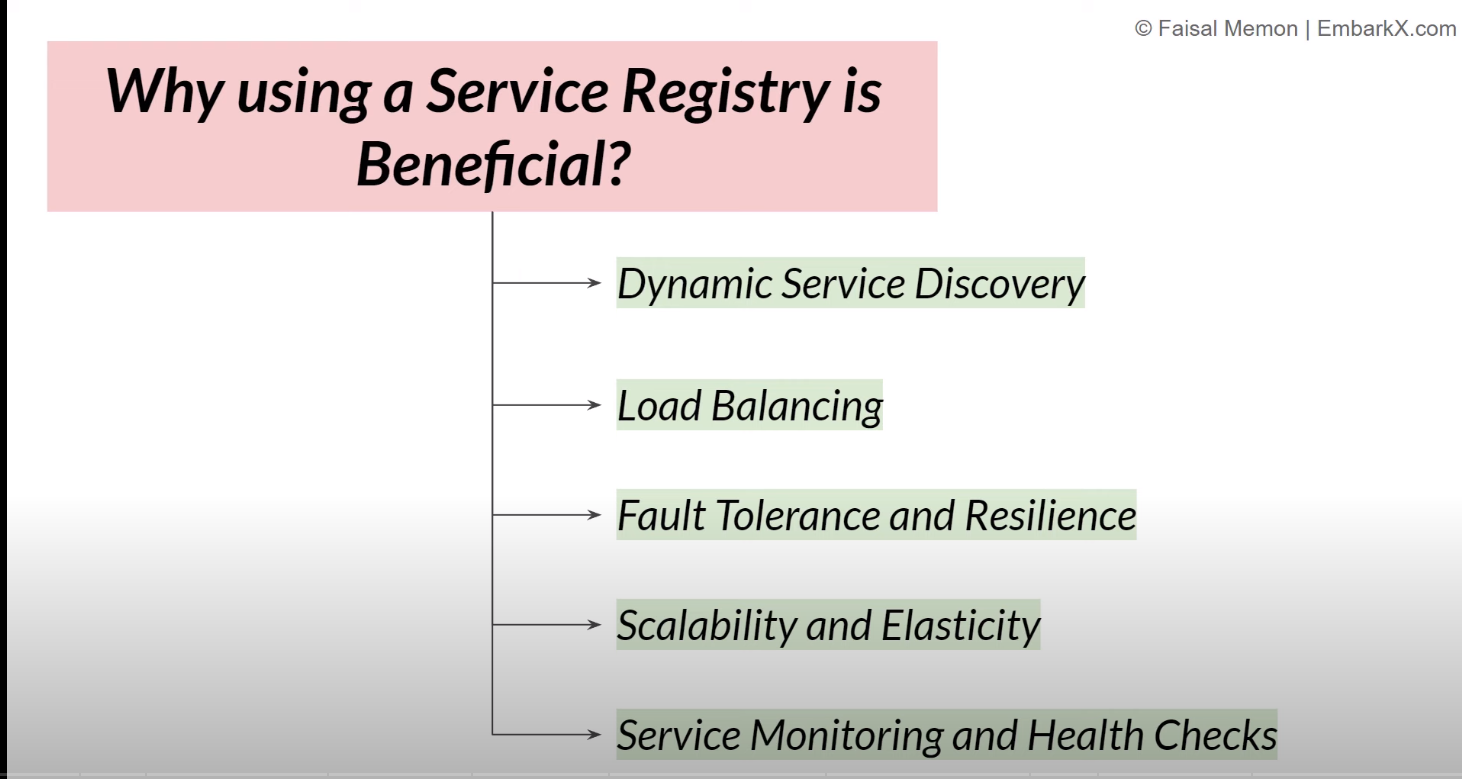 © Faisal Memon | EmbarkX.com
Why using a Service Registry is
Beneficial?
Dynamic Service Discovery
Load Balancing
Fault Tolerance and Resilience
Scalability and Elasticity
Service Monitoring and Health Checks